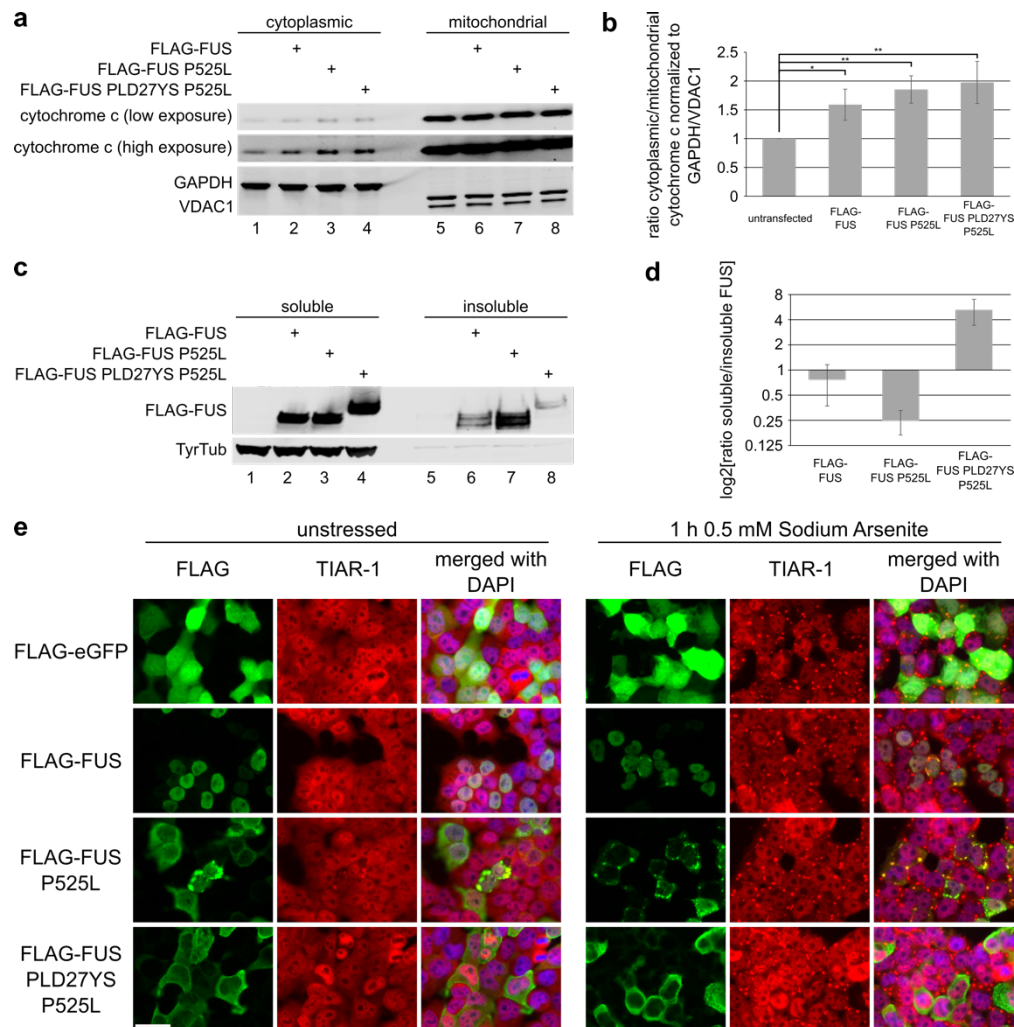 a
cytoplasmic mitochondrial
FLAG-FUS + +
FLAG-FUS P525L + +
FLAG-FUS PLD27YS P525L + +
cytochrome c (low exposure)
cytochrome c (high exposure)
GAPDH
VDAC1
1 2 3 4 5 6 7 8
b
ratio cytoplasmic/mitochondrial
cytochrome c normalized to
GAPDH/VDAC1
2.5
2
1.5
1
0.5
0
**
**
*
untransfected
FLAG-
FUS
FLAG-
FUS P525L
FLAG-
FUS PLD27YS
P525L
c
soluble insoluble
FLAG-FUS + +
FLAG-FUS P525L + +
FLAG-FUS PLD27YS P525L + +
FLAG-FUS
TyrTub
1 2 3 4 5 6 7 8
d
log2[ratio soluble/insoluble FUS]
8
4
2
1
0.5
0.25
0.125
FLAG-
FUS
FLAG-
FUS P525L
FLAG-
FUS PLD27YS
P525L
e
unstressed 1 h 0.5 mM Sodium Arsenite
FLAG TIAR-1 merged with
DAPI
FLAG TIAR-1 merged with
DAPI
FLAG-eGFP
FLAG-FUS
FLAG-FUS
P525L
FLAG-FUS
PLD27YS
P525L